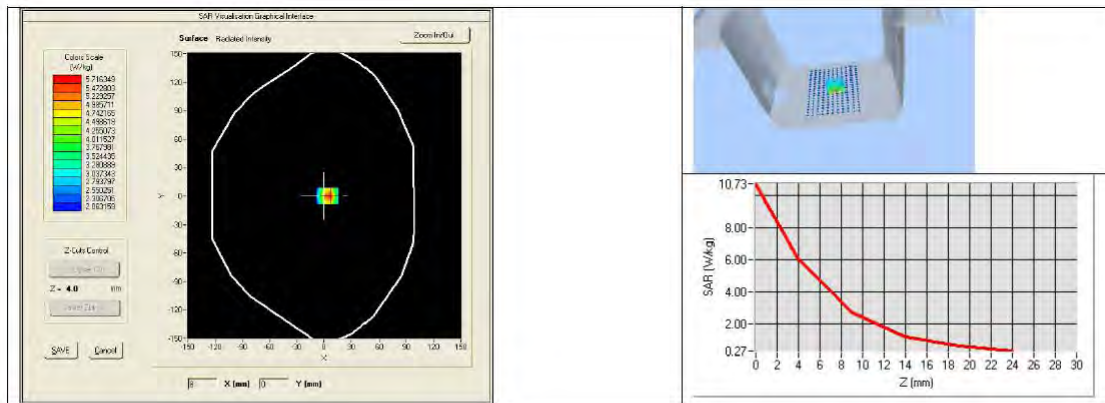 SAR Visualisation Graphical Interface
Surface Radiated Intensity
Zoom In/Out
Colors Scale
(W/kg)
5.716349
5.472803
5.229257
4.985711
4.742165
4.498619
4.255073
4.011527
3.767981
3.524435
3.280889
3.037343
2.793797
2.550251
2.306705
2.063159
150
120
90
60
30
0
-30
-60
-90
-120
-150
Y
-150 -120 -90 -60 -30 0 30 60 90 120 150
X
Z-Cuts Control
Z = 4.0 mm
SAVE
Cancel
8 X (mm) 0 Y (mm)
10.73
8.00
6.00
4.00
2.00
0.27
SAR (W/kg)
0 2 4 6 8 10 12 14 16 18 20 22 24 26 28 30
Z (mm)